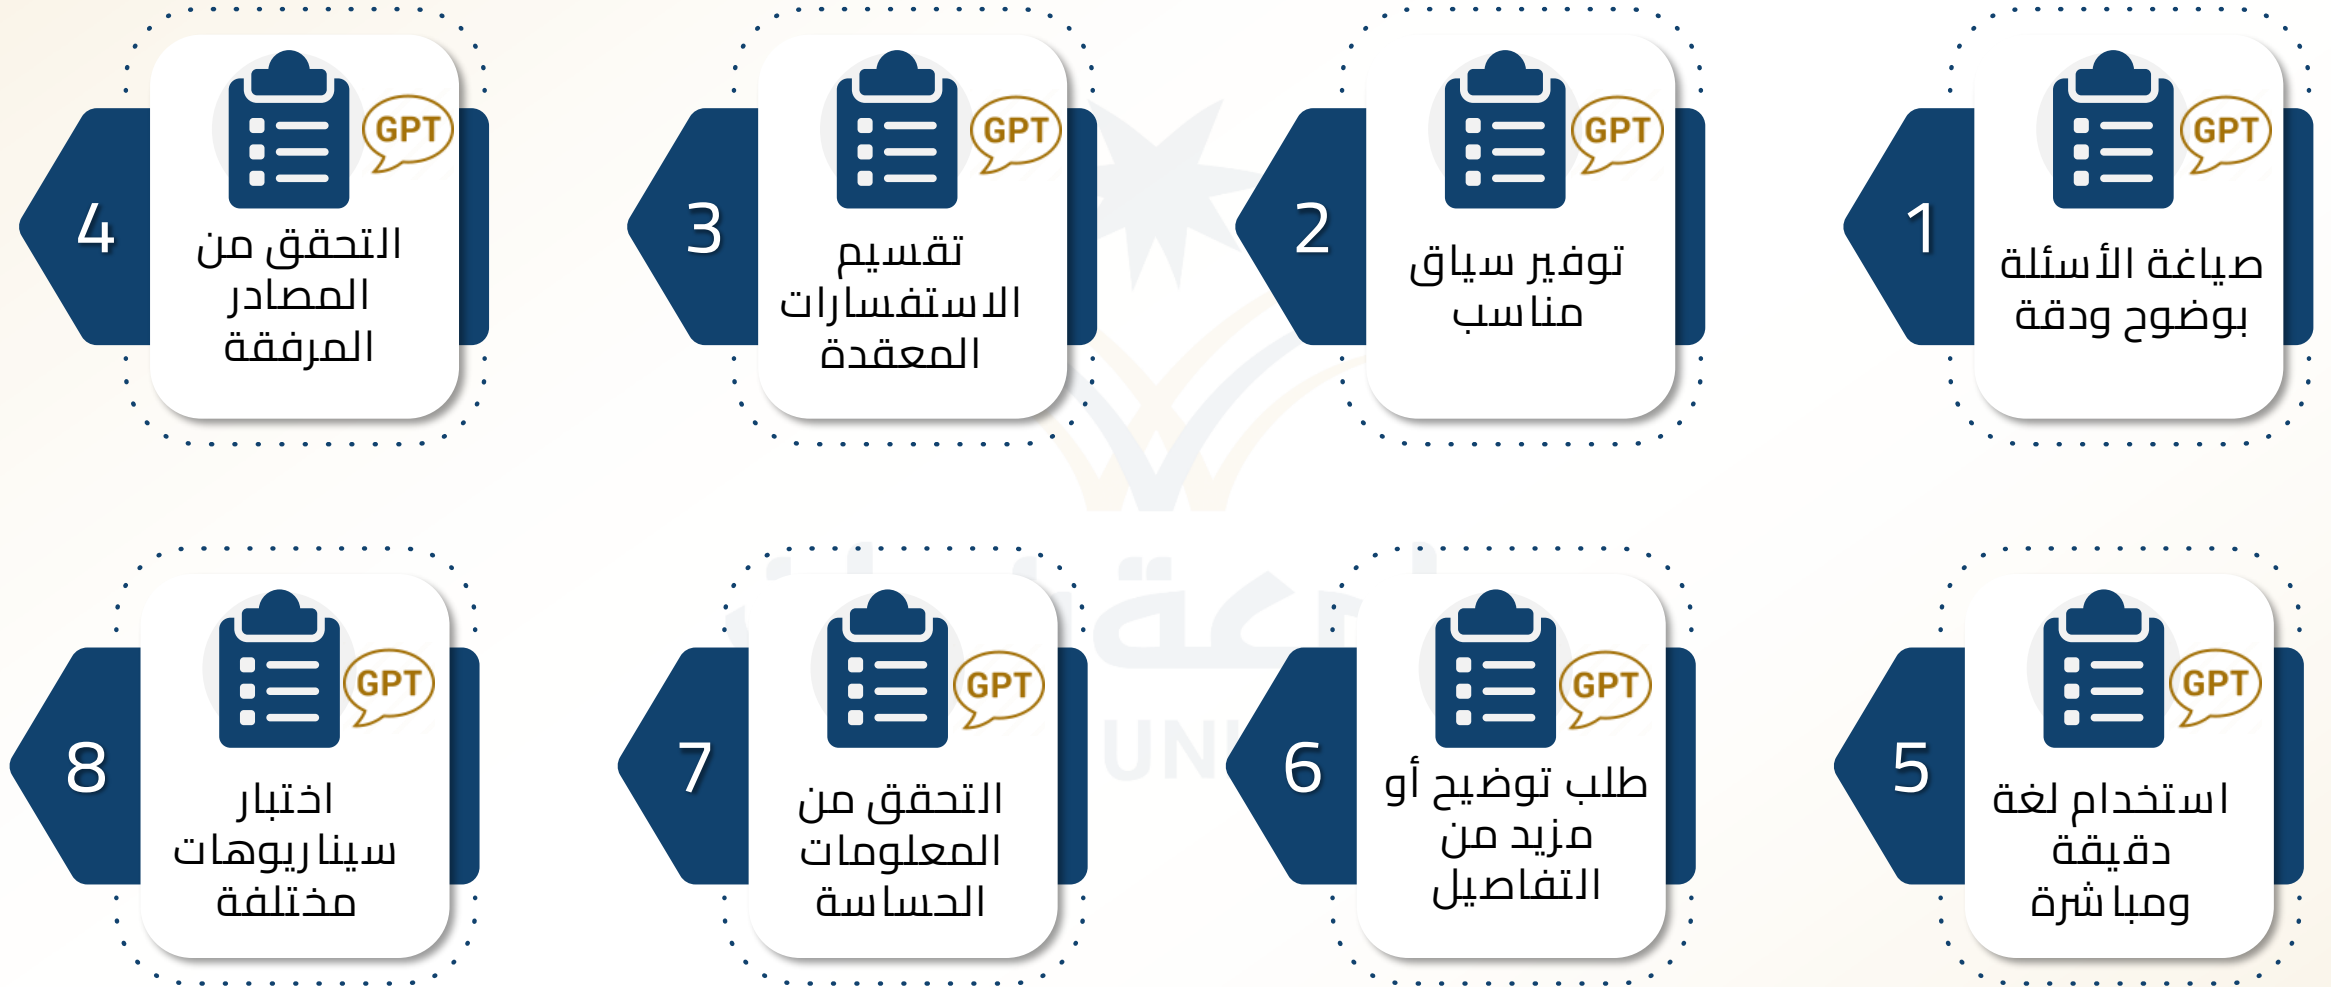 GPT
1
صياغة الأسئلة
بوضوح ودقة
GPT
2
توفير سياق
مناسب
GPT
3
تقسيم
الاستفسارات
المعقدة
GPT
4
التحقق من
المصادر
المرفقة
GPT
5
استخدام لغة
دقيقة
ومباشرة
GPT
6
طلب توضيح أو
مزيد من
التفاصيل
GPT
7
التحقق من
المعلومات
الحساسة
GPT
8
اختبار
سيناريوهات
مختلفة